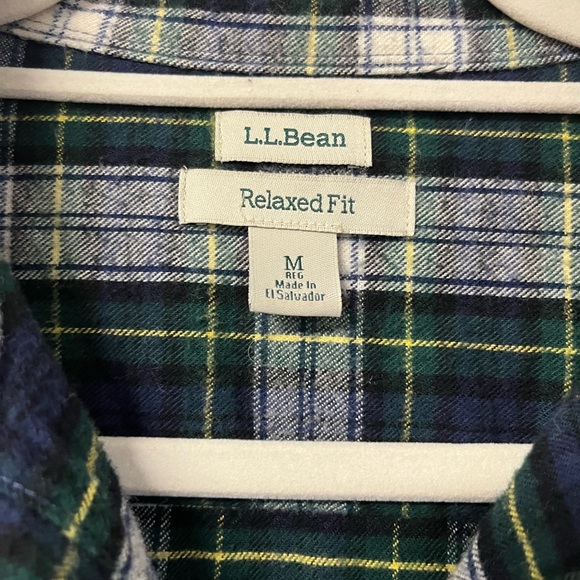 L.L.Bean
Relaxed Fit
M
REG
Made in
El Salvador